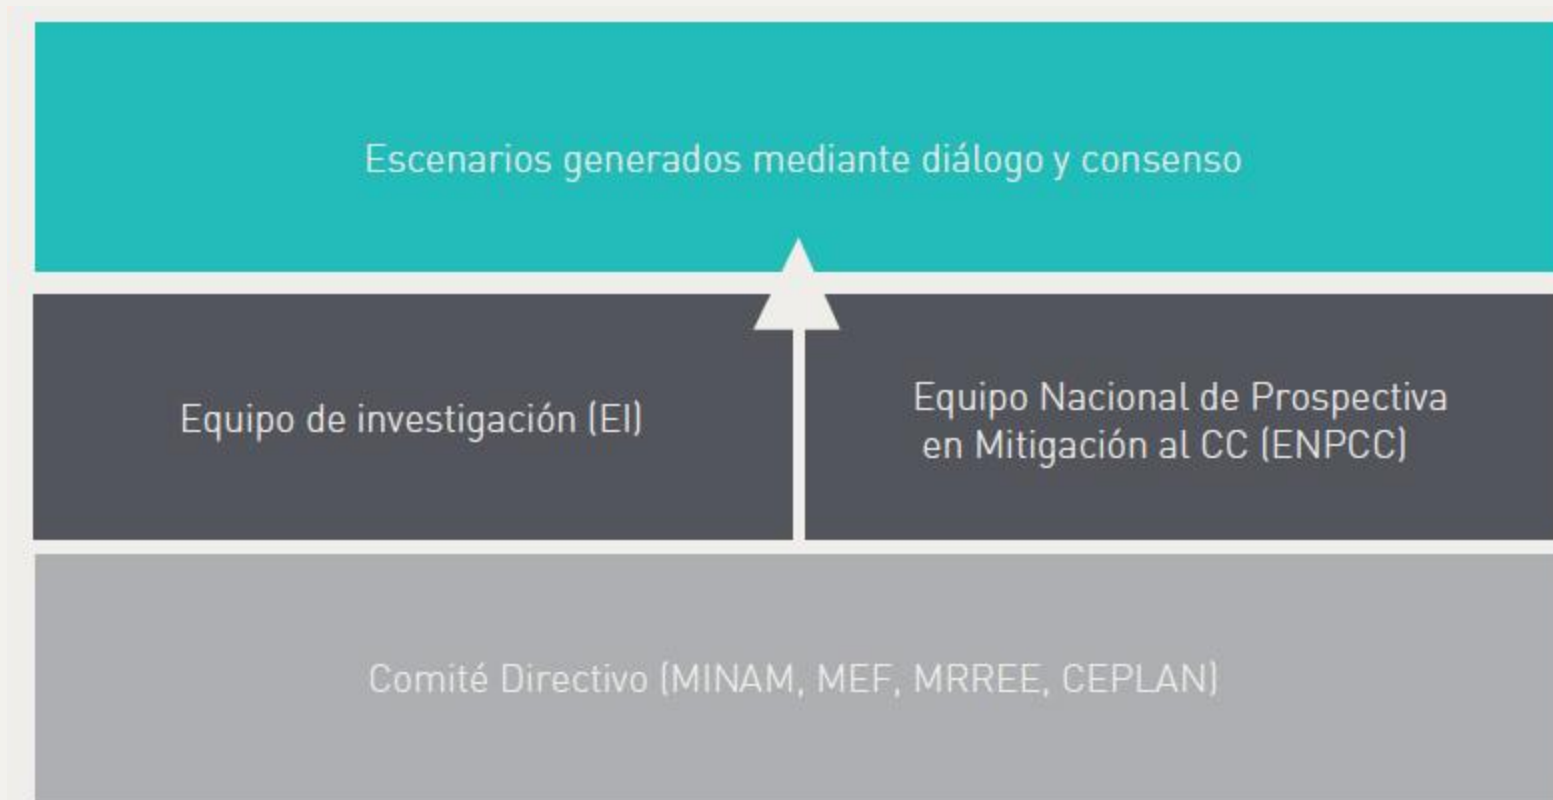 Escenarios generados mediante diálogo y consenso
Equipo de investigación (EI)
Equipo Nacional de Prospectiva
en Mitigación al CC (ENPCC)
Comité Directivo (MINAM, MEF, MRREE, CEPLAN)